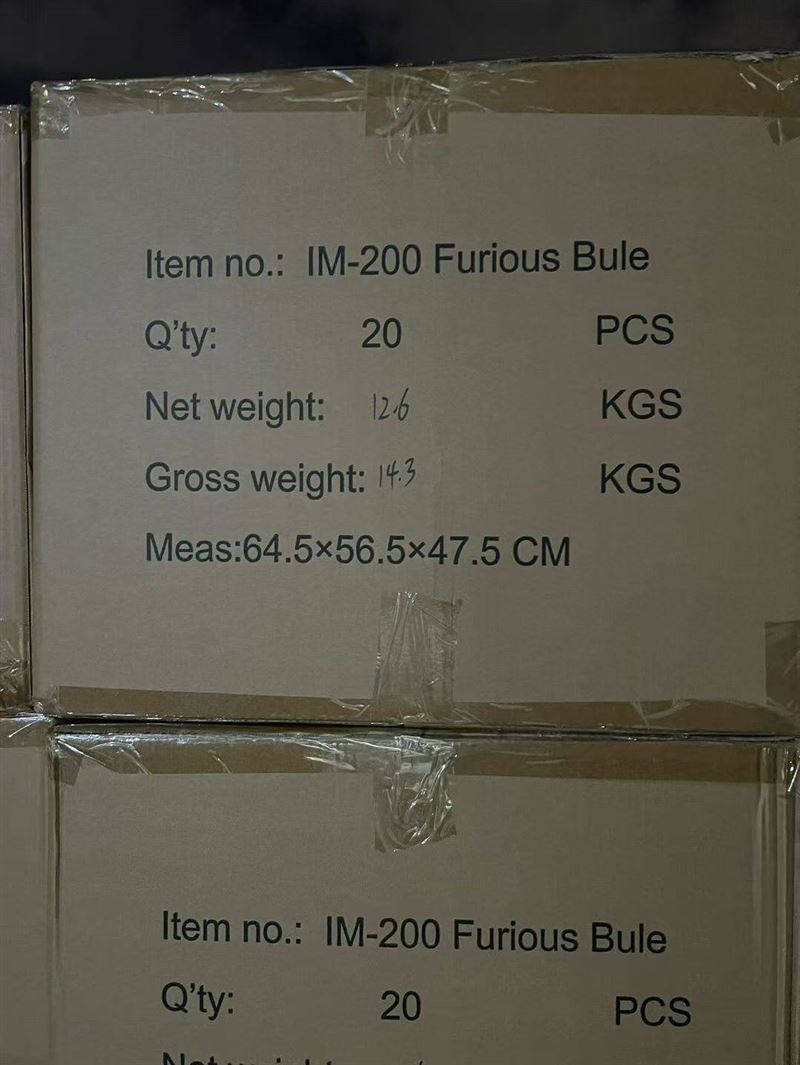 Item no.: IM-200 Furious Bule
Q'ty: 20 PCS
Net weight: 12.6 KGS
Gross weight: 14.3 KGS
Meas:64.5×56.5×47.5 CM
Item no.: IM-200 Furious Bule
Q'ty: 20 PCS